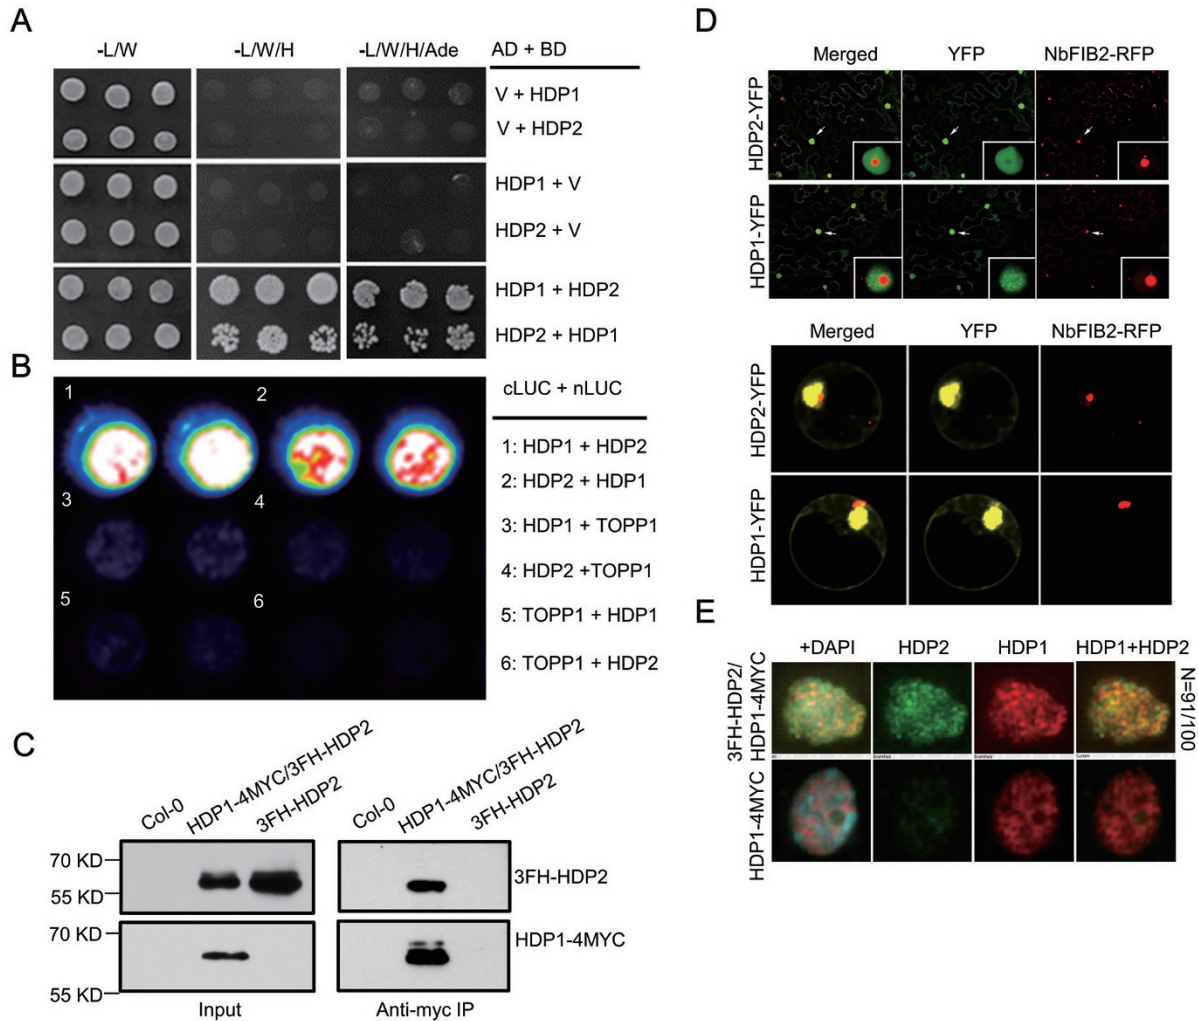 A
-L/W
-L/W/H
-L/W/H/Ade
AD + BD
V + HDP1
V + HDP2
HDP1 + V
HDP2 + V
HDP1 + HDP2
HDP2 + HDP1
B
1
2
3
4
5
6
cLUC + nLUC
1: HDP1 + HDP2
2: HDP2 + HDP1
3: HDP1 + TOPP1
4: HDP2 +TOPP1
5: TOPP1 + HDP1
6: TOPP1 + HDP2
C
Col-0
HDP1-4MYC/3FH-HDP2
3FH-HDP2
Col-0
HDP1-4MYC/3FH-HDP2
3FH-HDP2
70 KD
55 KD
3FH-HDP2
70 KD
55 KD
HDP1-4MYC
Input
Anti-myc IP
D
Merged
YFP
NbFIB2-RFP
HDP2-YFP
HDP1-YFP
Merged
YFP
NbFIB2-RFP
HDP2-YFP
HDP1-YFP
E
+DAPI
HDP2
HDP1
HDP1+HDP2
3FH-HDP2/
HDP1-4MYC
N=91/100
HDP1-4MYC